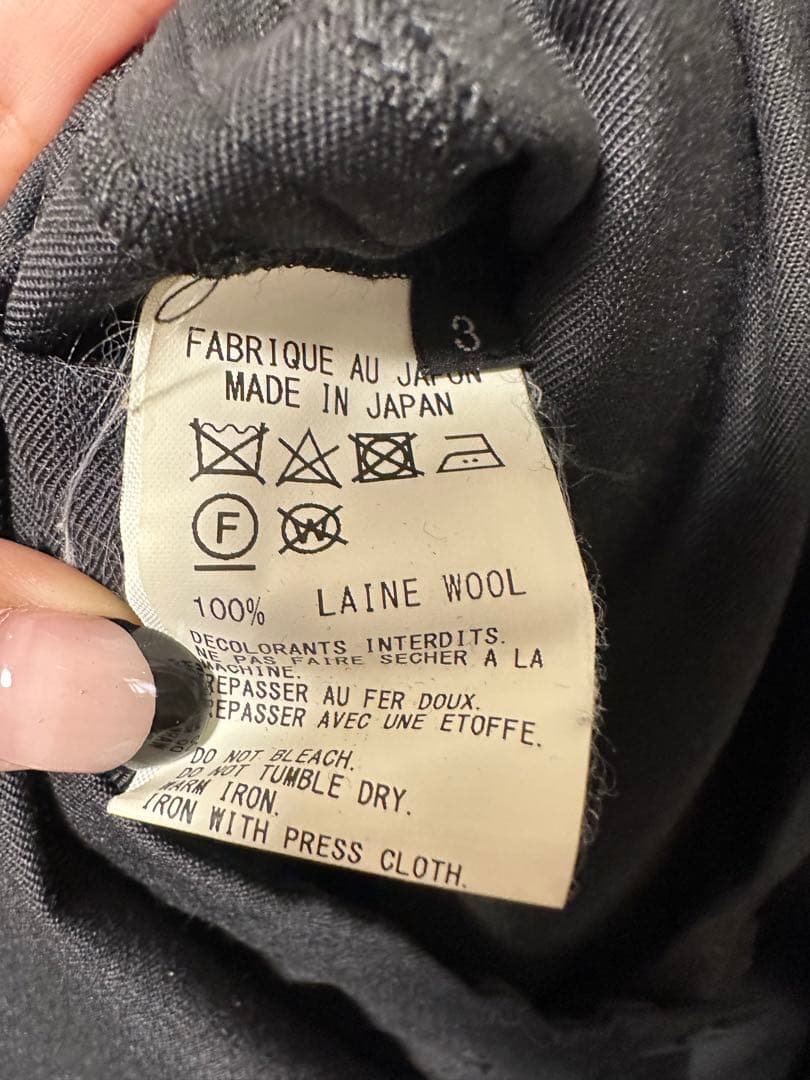 3
FABRIQUE AU JAPON
MADE IN JAPAN
F W
100% LAINE WOOL
DECOLORANTS INTERDITS.
NE PAS FAIRE SECHER A LA
MACHINE.
REPASSER AU FER DOUX.
REPASSER AVEC UNE ETOFFE.
DO NOT BLEACH.
DO NOT TUMBLE DRY.
WARM IRON.
IRON WITH PRESS CLOTH.